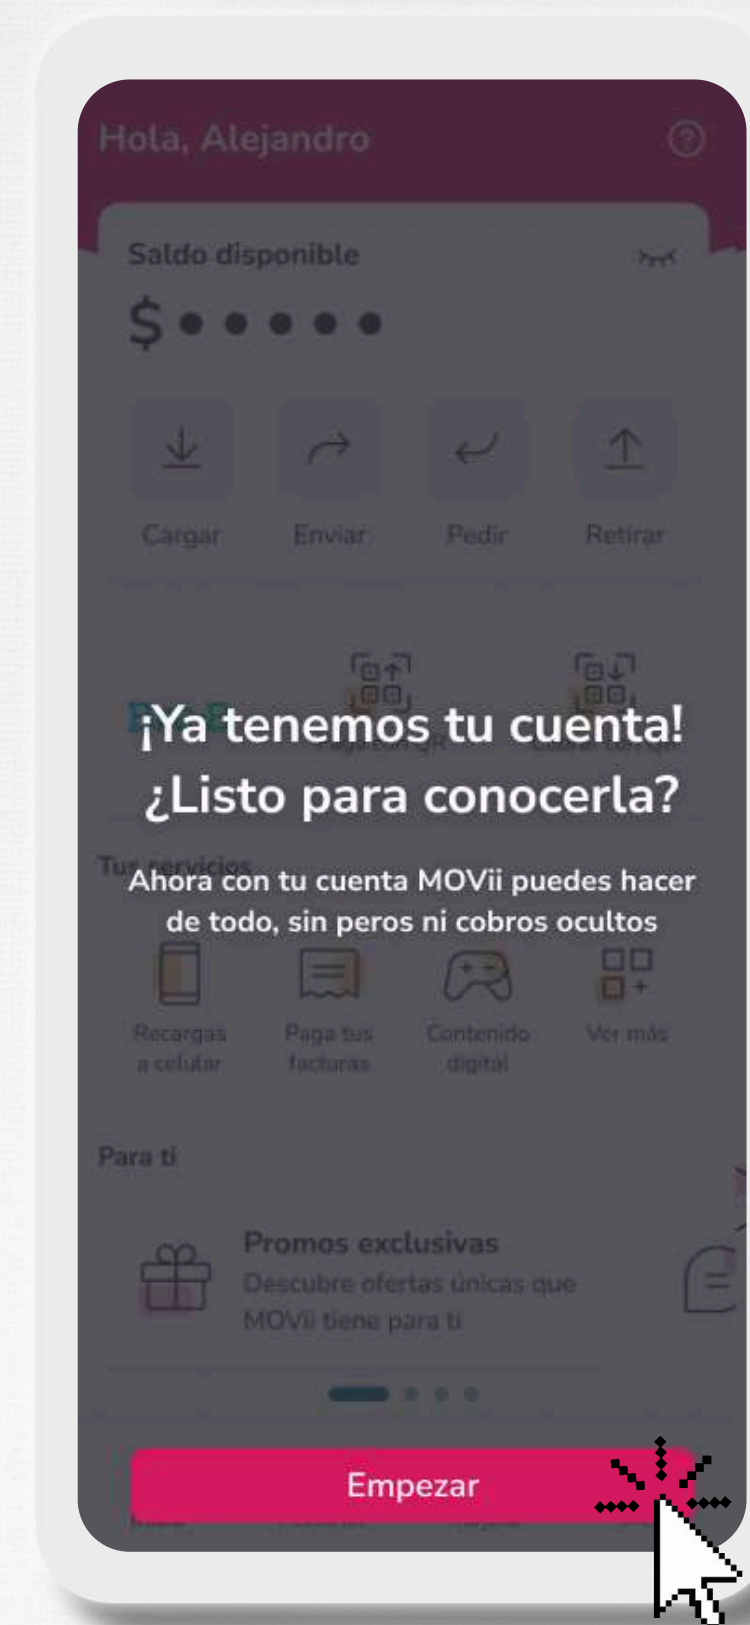 Hola, Alejandro
Saldo disponible
$ • • • • •
Cargar Enviar Pedir Retirar
¡Ya tenemos tu cuenta!
¿Listo para conocerla?
Tus servicios
Ahora con tu cuenta MOVii puedes hacer
de todo, sin peros ni cobros ocultos
Recargas a celular
Paga tus facturas
Contenido digital
Ver más
Para ti
Promos exclusivas
Descubre ofertas únicas que
MOVii tiene para ti
Empezar